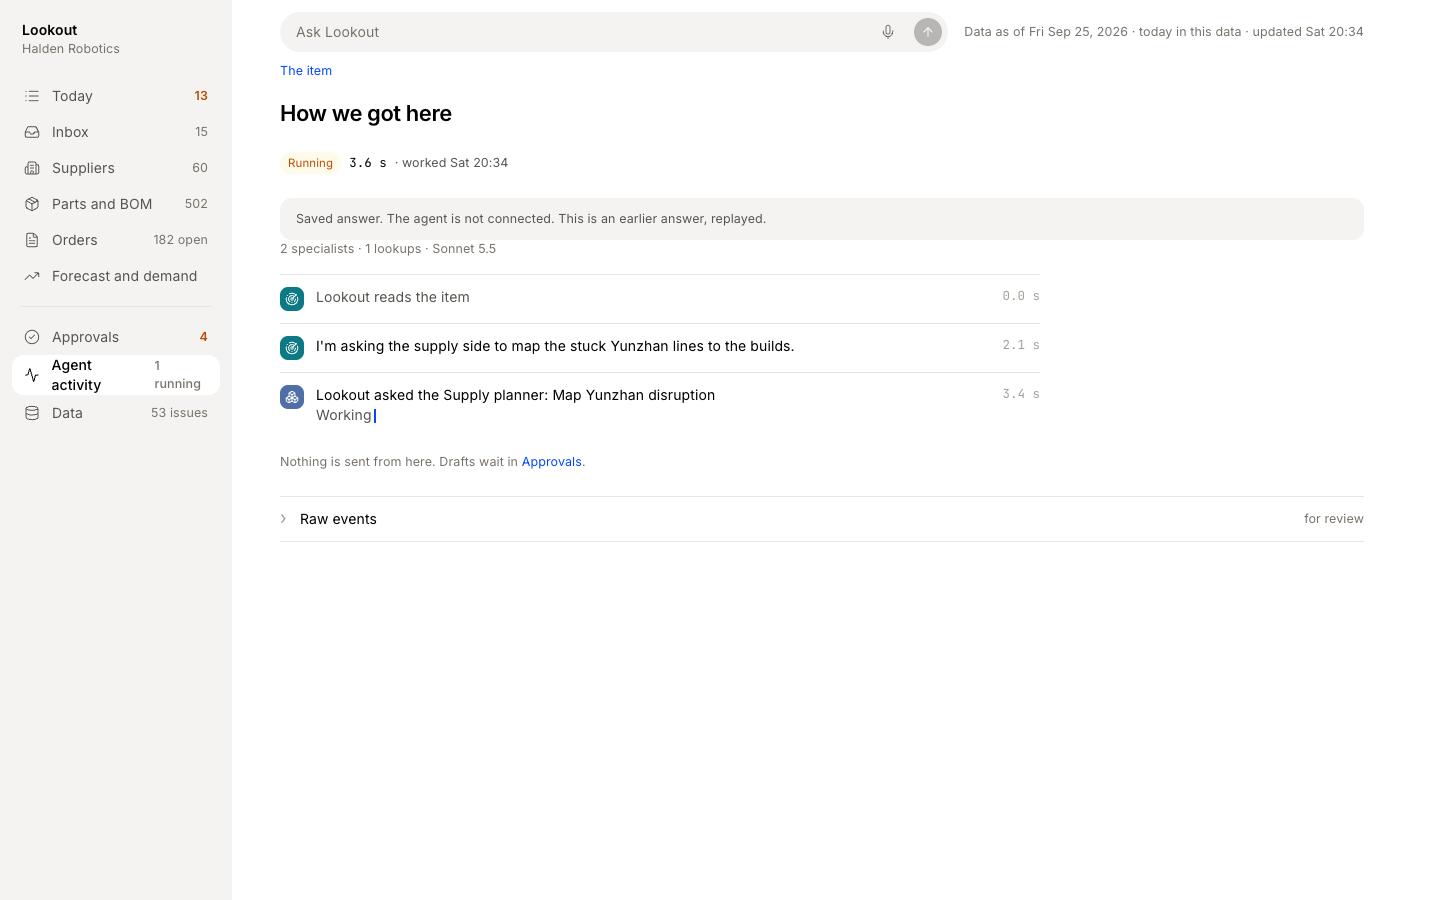 Lookout
Halden Robotics
Today 13
Inbox 15
Suppliers 60
Parts and BOM 502
Orders 182 open
Forecast and demand
Approvals 4
Agent activity 1 running
Data 53 issues
Ask Lookout
Data as of Fri Sep 25, 2026 · today in this data · updated Sat 20:34
The item
How we got here
Running 3.6 s · worked Sat 20:34
Saved answer. The agent is not connected. This is an earlier answer, replayed.
2 specialists · 1 lookups · Sonnet 5.5
Lookout reads the item 0.0 s
I'm asking the supply side to map the stuck Yunzhan lines to the builds. 2.1 s
Lookout asked the Supply planner: Map Yunzhan disruption 3.4 s
Working
Nothing is sent from here. Drafts wait in Approvals.
Raw events for review